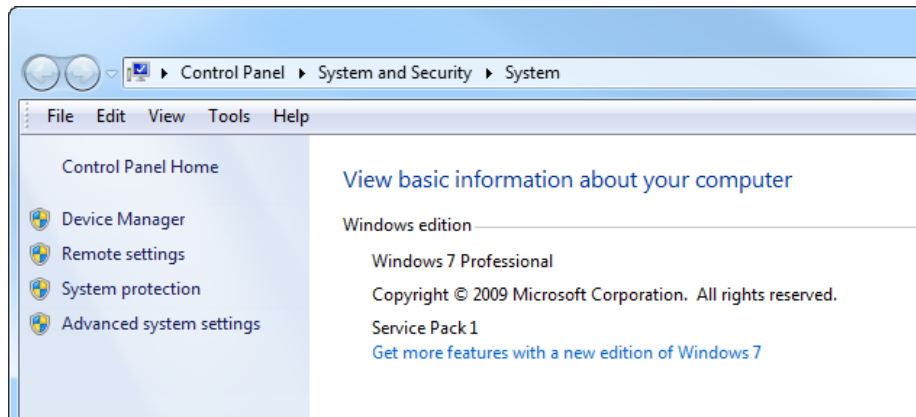 Control Panel ▸ System and Security ▸ System
File Edit View Tools Help
Control Panel Home
Device Manager
Remote settings
System protection
Advanced system settings
View basic information about your computer
Windows edition
Windows 7 Professional
Copyright © 2009 Microsoft Corporation.  All rights reserved.
Service Pack 1
Get more features with a new edition of Windows 7